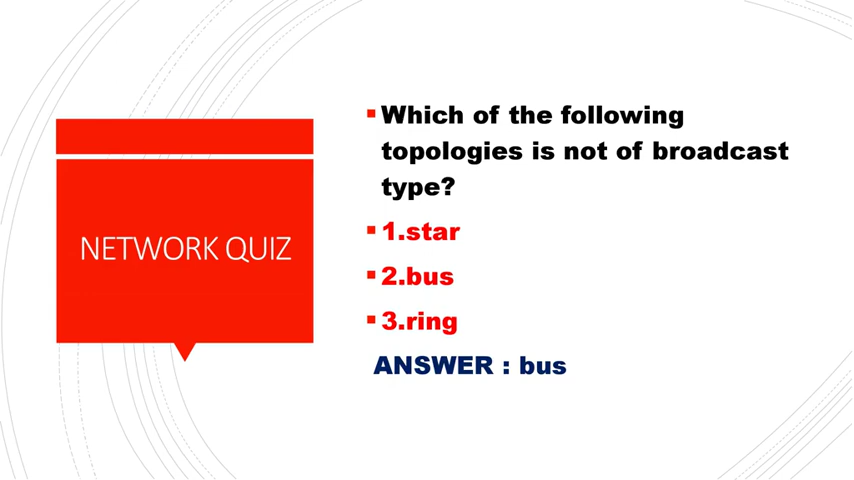 NETWORK QUIZ
Which of the following
topologies is not of broadcast
type?
1.star
2.bus
3.ring
ANSWER : bus